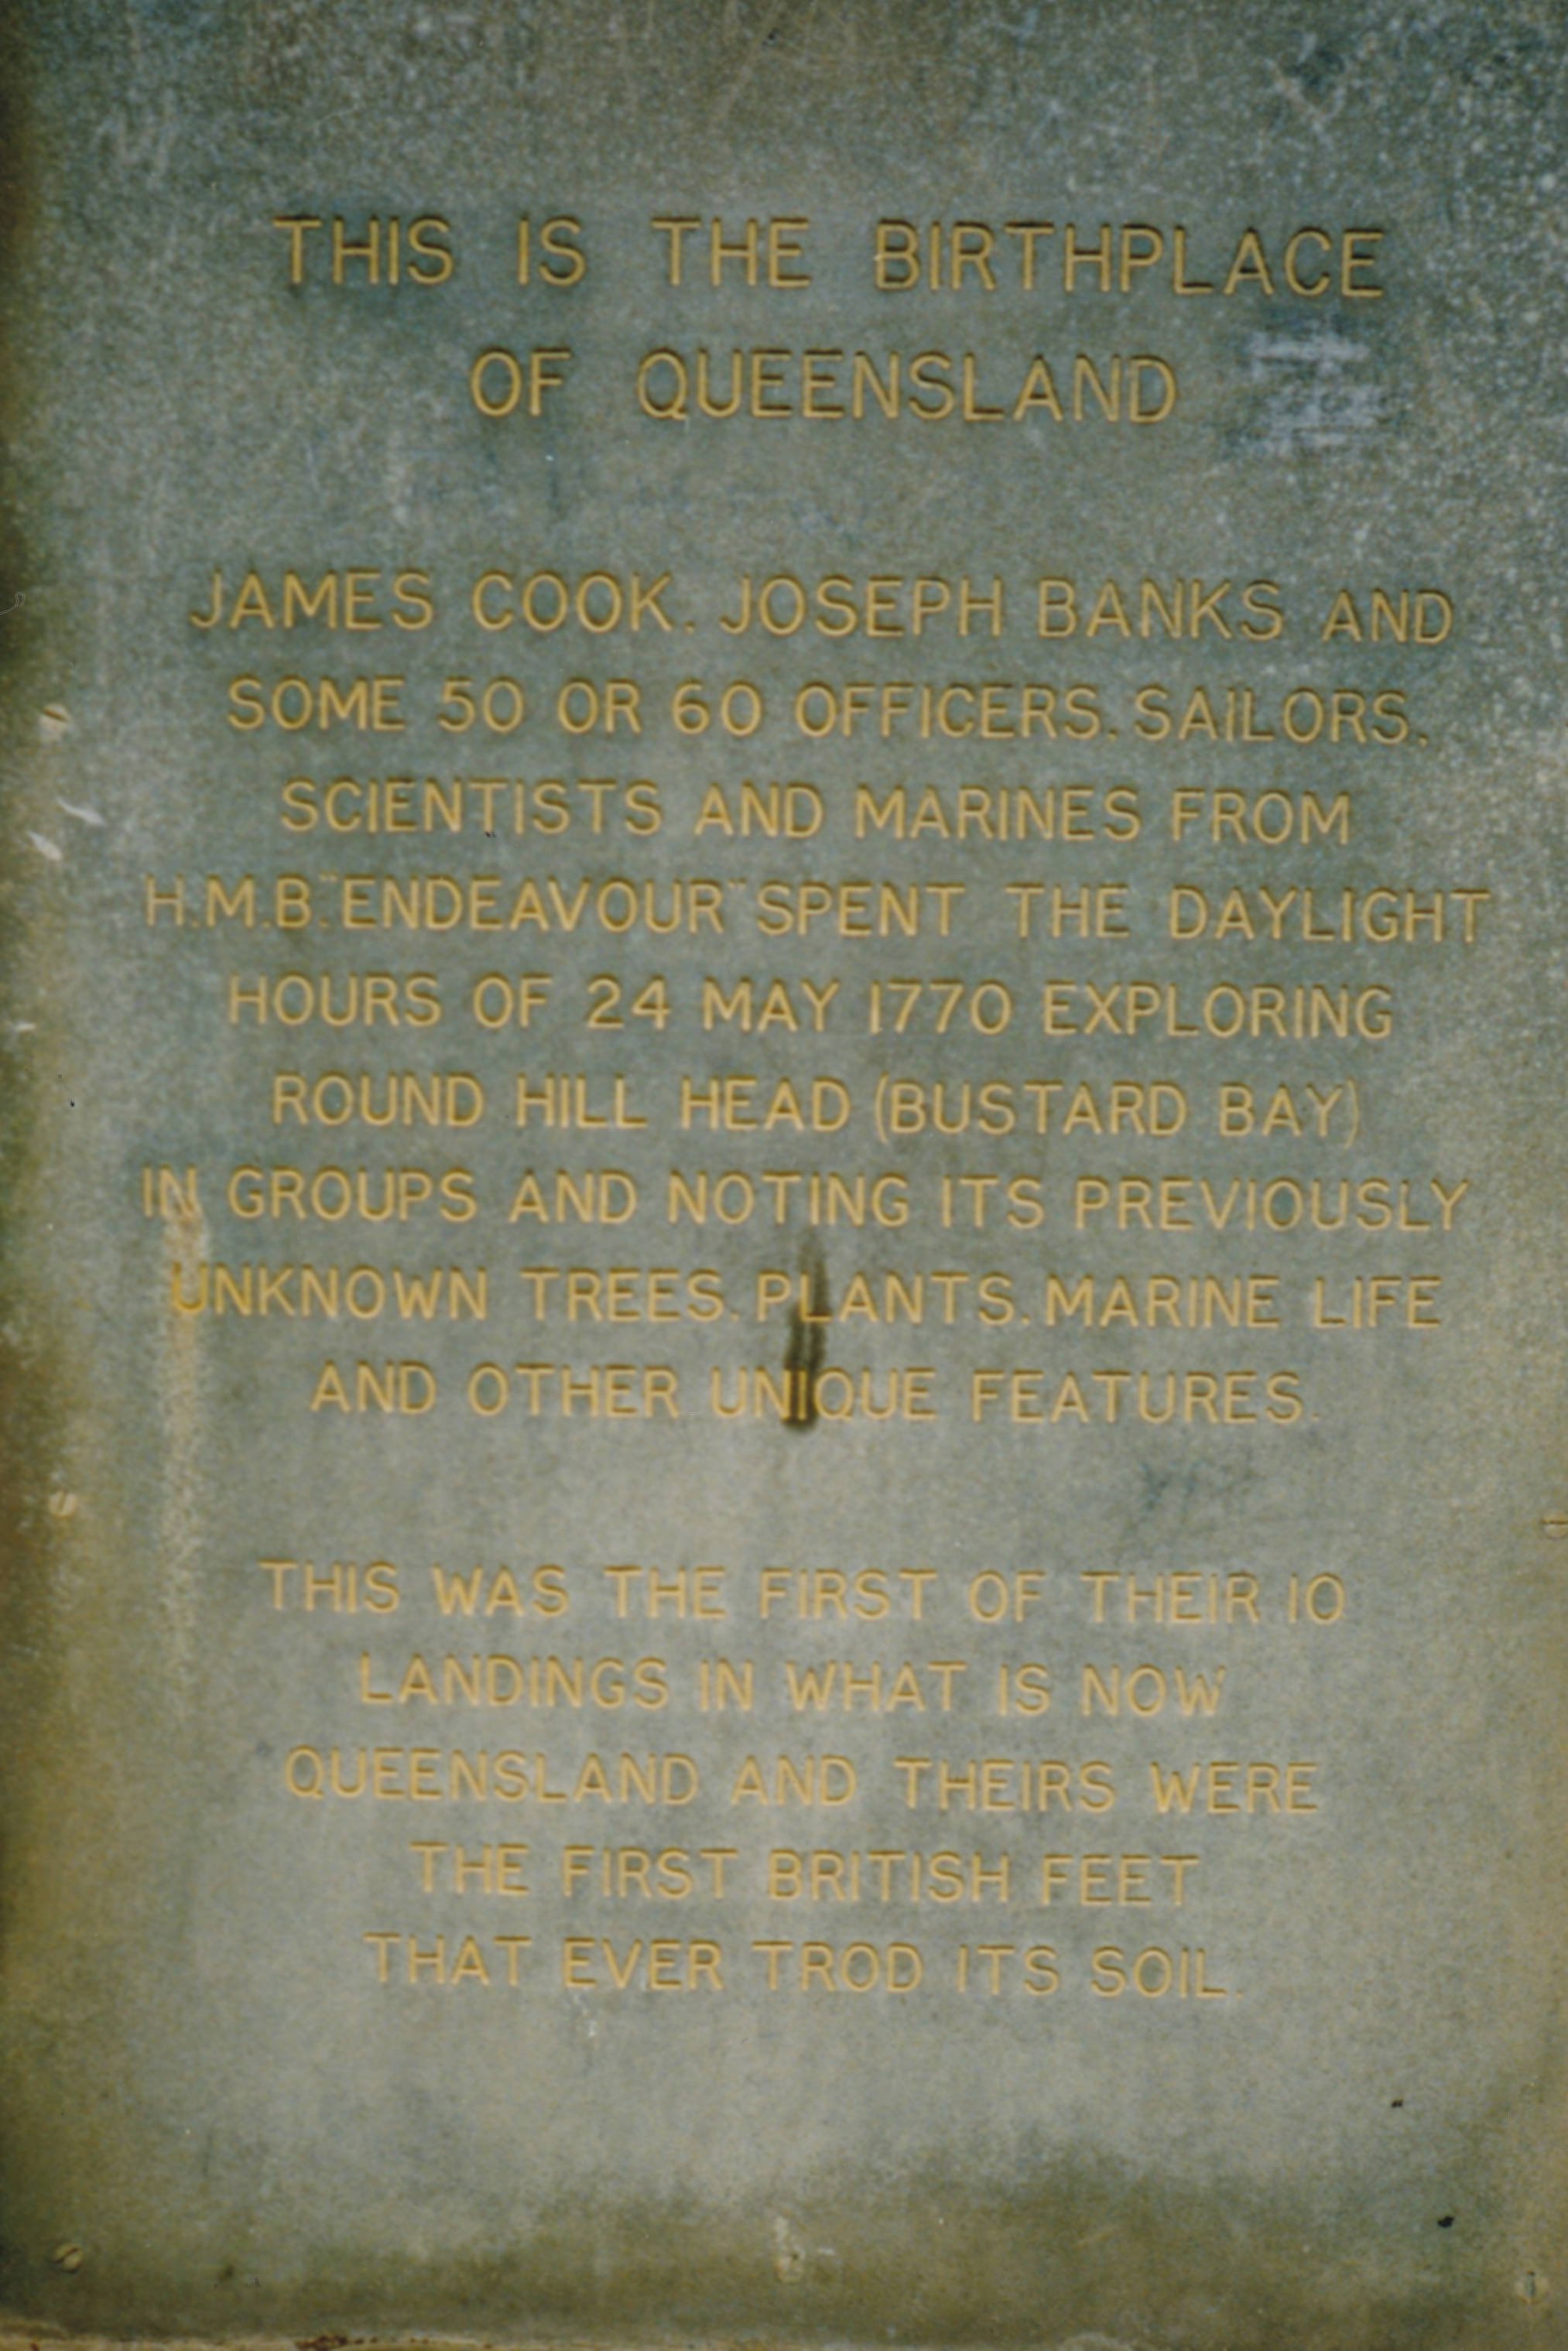 THIS IS THE BIRTHPLACE
OF QUEENSLAND
JAMES COOK, JOSEPH BANKS AND
SOME 50 OR 60 OFFICERS, SAILORS,
SCIENTISTS AND MARINES FROM
H.M.B."ENDEAVOUR" SPENT THE DAYLIGHT
HOURS OF 24 MAY 1770 EXPLORING
ROUND HILL HEAD (BUSTARD BAY)
IN GROUPS AND NOTING ITS PREVIOUSLY
UNKNOWN TREES, PLANTS, MARINE LIFE
AND OTHER UNIQUE FEATURES.
THIS WAS THE FIRST OF THEIR 10
LANDINGS IN WHAT IS NOW
QUEENSLAND AND THEIRS WERE
THE FIRST BRITISH FEET
THAT EVER TROD ITS SOIL.